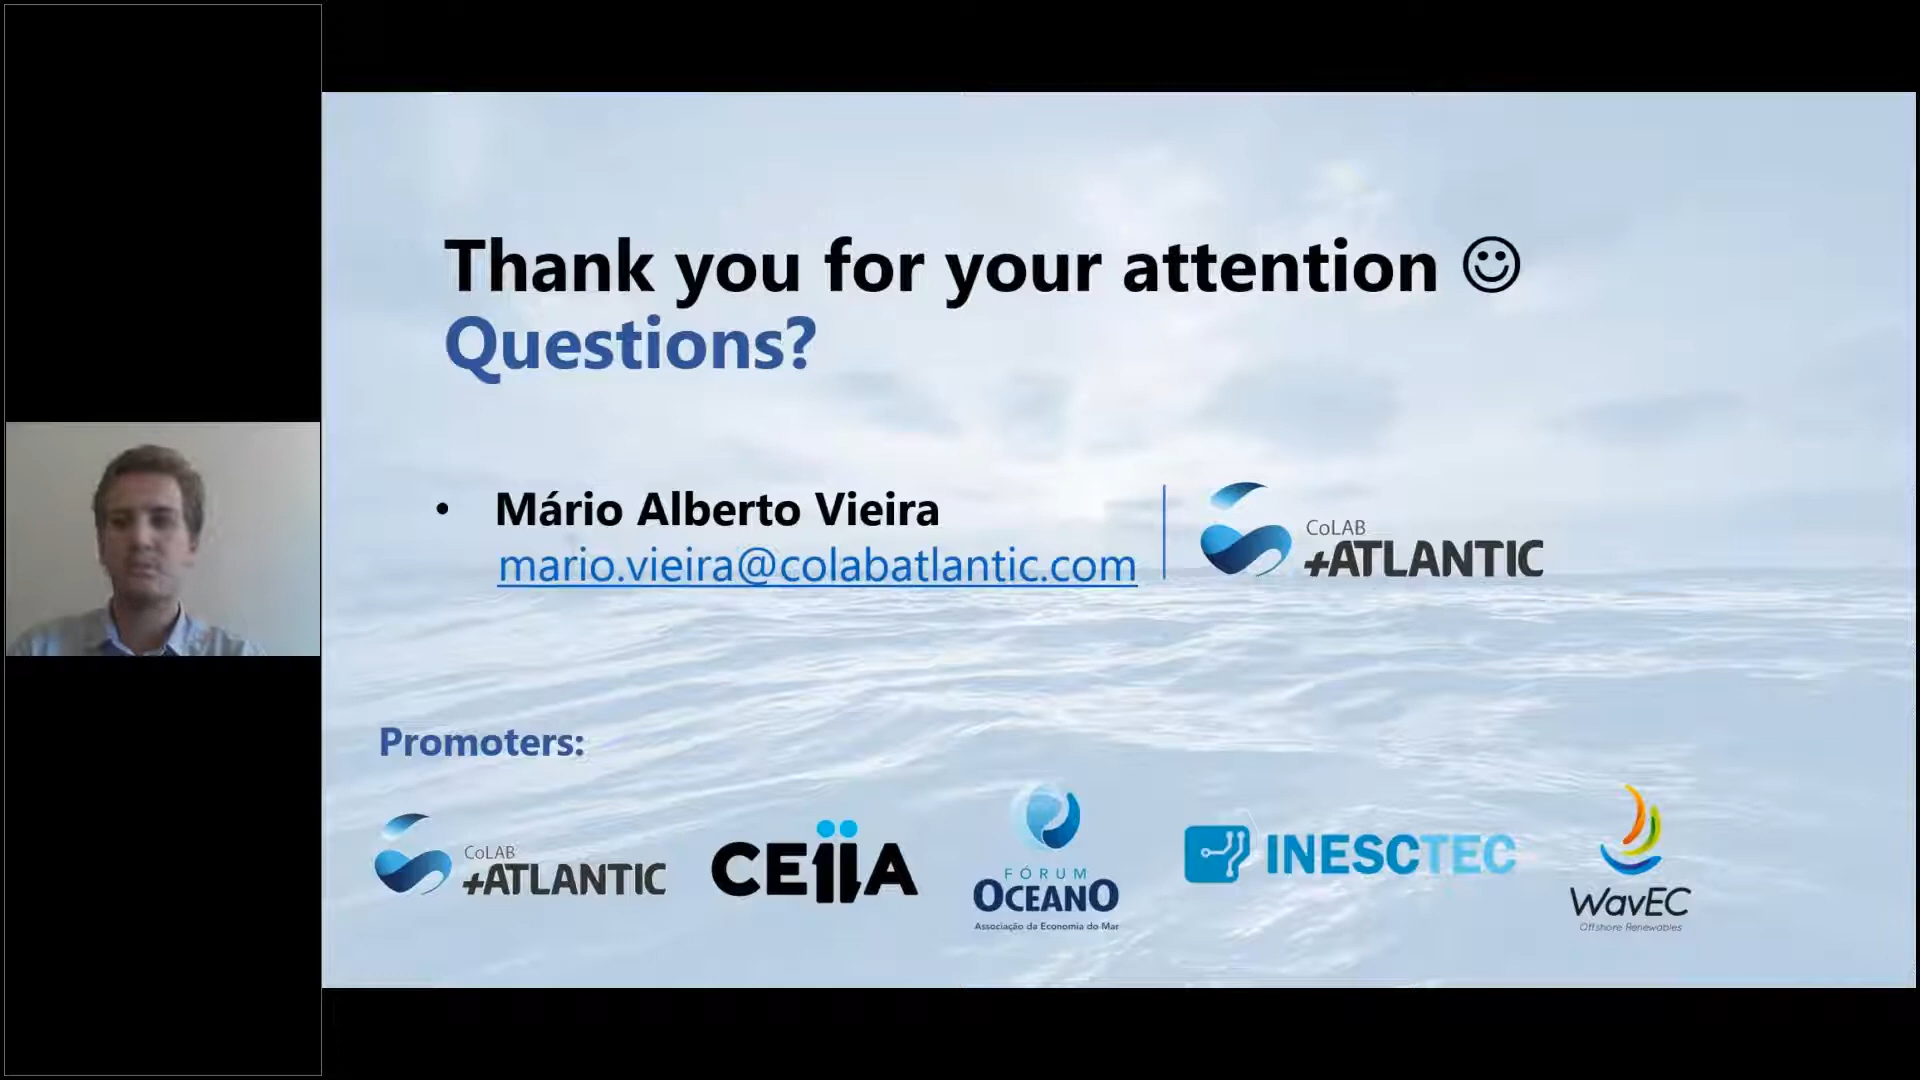 Thank you for your attention ☺
Questions?
• Mário Alberto Vieira
mario.vieira@colabatlantic.com
CoLAB
+ATLANTIC
Promoters:
CoLAB
+ATLANTIC
CEiiA
FÓRUM
OCEANO
Associação da Economia do Mar
INESCTEC
WavEC
Offshore Renewables